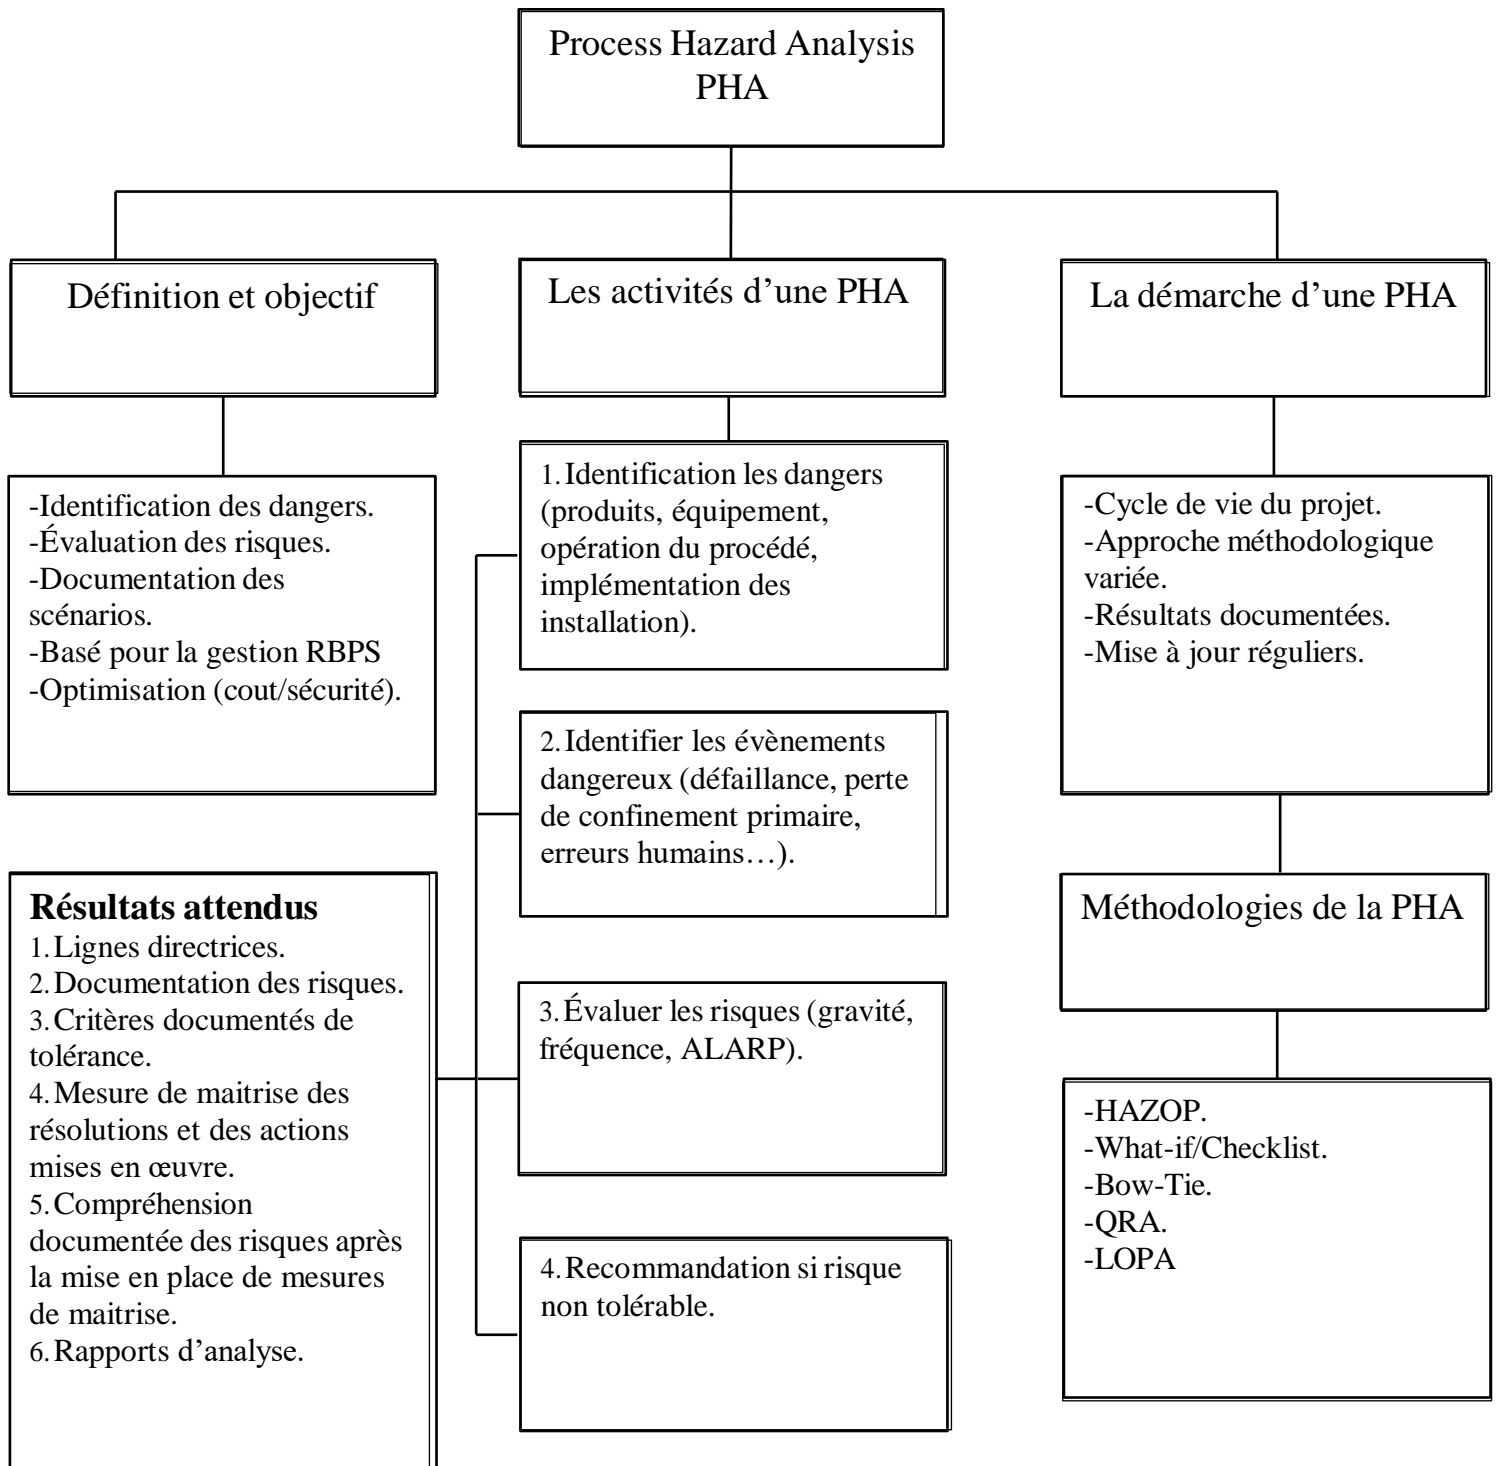 Process Hazard Analysis
PHA
Définition et objectif
-Identification des dangers.
-Évaluation des risques.
-Documentation des
scénarios.
-Basé pour la gestion RBPS
-Optimisation (cout/sécurité).
Les activités d’une PHA
1. Identification les dangers
(produits, équipement,
opération du procédé,
implémentation des
installation).
2. Identifier les évènements
dangereux (défaillance, perte
de confinement primaire,
erreurs humains…).
3. Évaluer les risques (gravité,
fréquence, ALARP).
4. Recommandation si risque
non tolérable.
Résultats attendus
1. Lignes directrices.
2. Documentation des risques.
3. Critères documentés de
tolérance.
4. Mesure de maitrise des
résolutions et des actions
mises en œuvre.
5. Compréhension
documentée des risques après
la mise en place de mesures
de maitrise.
6. Rapports d’analyse.
La démarche d’une PHA
-Cycle de vie du projet.
-Approche méthodologique
variée.
-Résultats documentées.
-Mise à jour réguliers.
Méthodologies de la PHA
-HAZOP.
-What-if/Checklist.
-Bow-Tie.
-QRA.
-LOPA